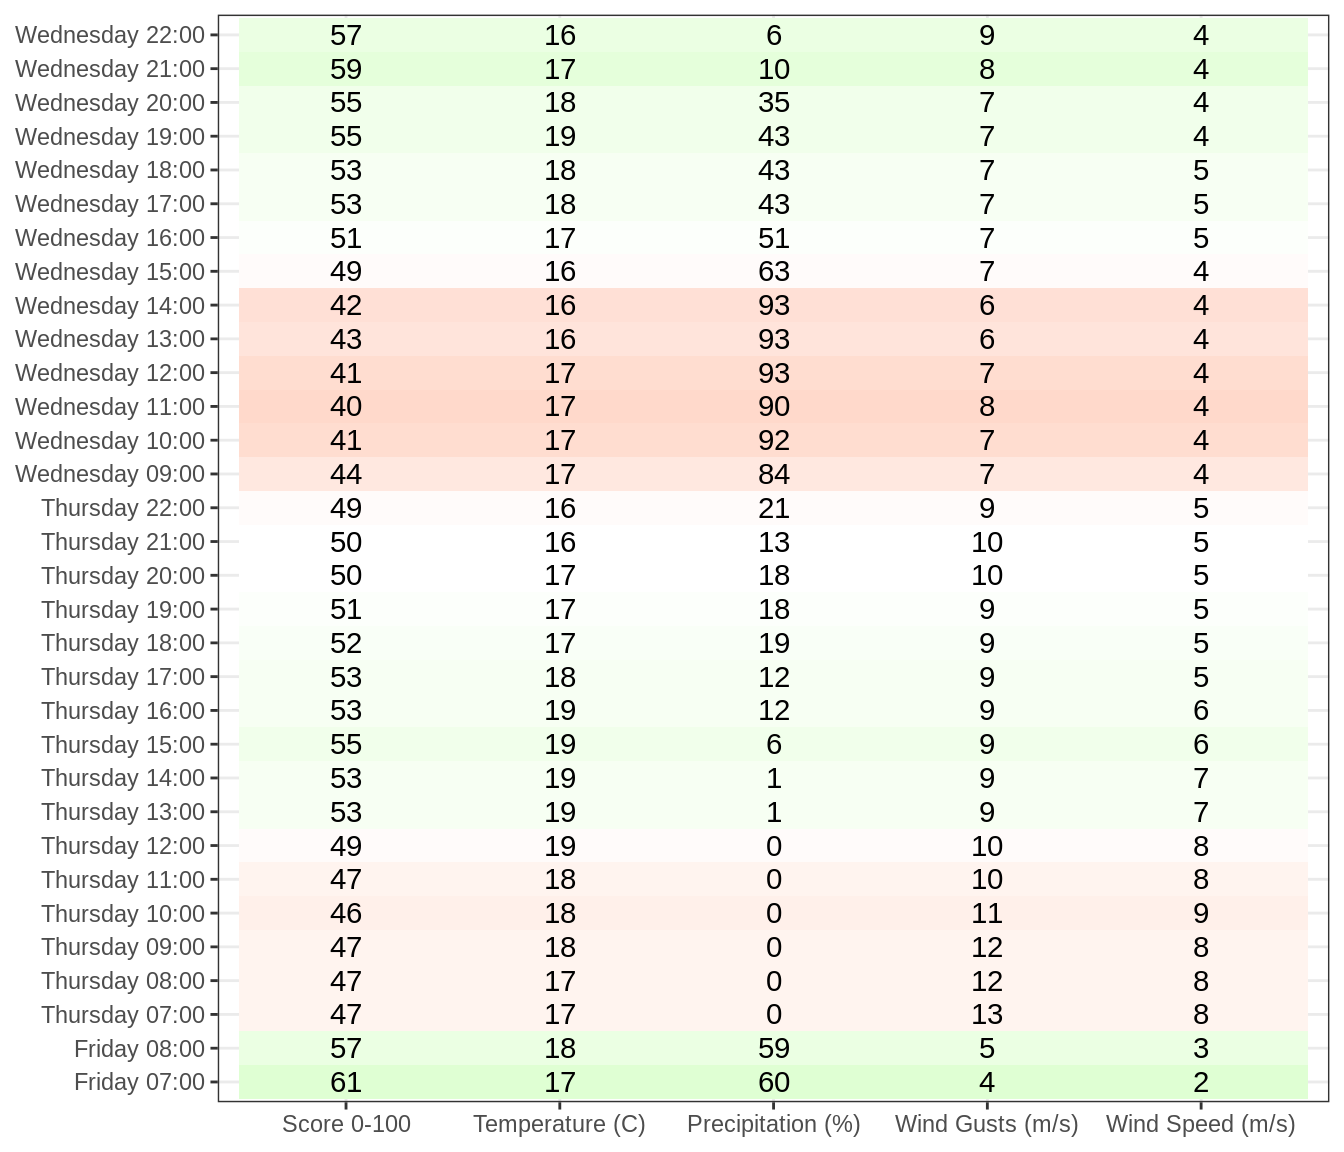 Wednesday 22:00 57 16 6 9 4
Wednesday 21:00 59 17 10 8 4
Wednesday 20:00 55 18 35 7 4
Wednesday 19:00 55 19 43 7 4
Wednesday 18:00 53 18 43 7 5
Wednesday 17:00 53 18 43 7 5
Wednesday 16:00 51 17 51 7 5
Wednesday 15:00 49 16 63 7 4
Wednesday 14:00 42 16 93 6 4
Wednesday 13:00 43 16 93 6 4
Wednesday 12:00 41 17 93 7 4
Wednesday 11:00 40 17 90 8 4
Wednesday 10:00 41 17 92 7 4
Wednesday 09:00 44 17 84 7 4
Thursday 22:00 49 16 21 9 5
Thursday 21:00 50 16 13 10 5
Thursday 20:00 50 17 18 10 5
Thursday 19:00 51 17 18 9 5
Thursday 18:00 52 17 19 9 5
Thursday 17:00 53 18 12 9 5
Thursday 16:00 53 19 12 9 6
Thursday 15:00 55 19 6 9 6
Thursday 14:00 53 19 1 9 7
Thursday 13:00 53 19 1 9 7
Thursday 12:00 49 19 0 10 8
Thursday 11:00 47 18 0 10 8
Thursday 10:00 46 18 0 11 9
Thursday 09:00 47 18 0 12 8
Thursday 08:00 47 17 0 12 8
Thursday 07:00 47 17 0 13 8
Friday 08:00 57 18 59 5 3
Friday 07:00 61 17 60 4 2
Score 0-100 Temperature (C) Precipitation (%) Wind Gusts (m/s) Wind Speed (m/s)